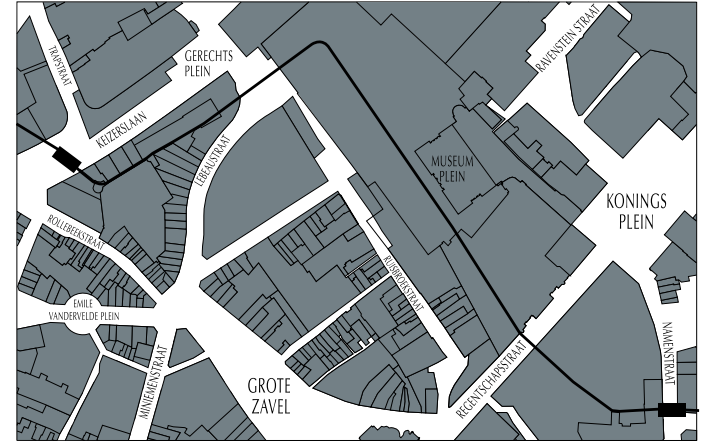 TRAPSTRAAT
GERECHTS
PLEIN
RAVENSTEIN STRAAT
KEIZERSLAAN
LEBEAUSTRAAT
MUSEUM
PLEIN
KONINGS
PLEIN
ROLLEBEEKSTRAAT
RUISBROEKSTRAAT
EMILE
VANDERVELDE PLEIN
NAMENSTRAAT
MINIEMENSTRAAT
GROTE
ZAVEL
REGENTSCHAPSSTRAAT